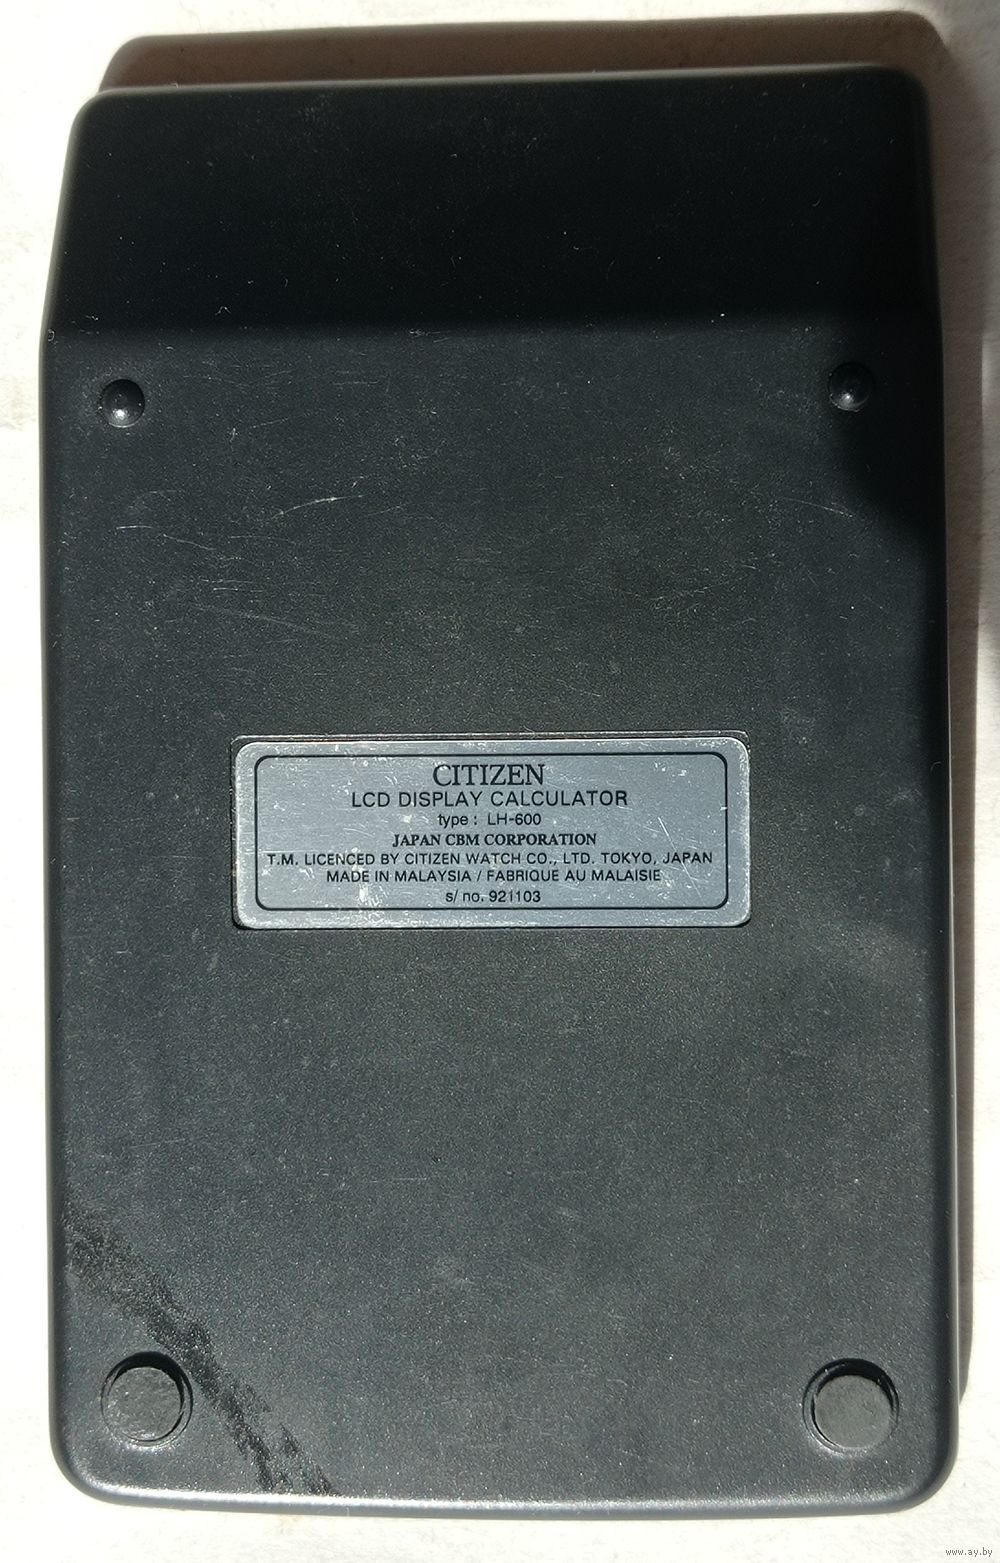 CITIZEN
LCD DISPLAY CALCULATOR
type : LH-600
JAPAN CBM CORPORATION
T.M. LICENCED BY CITIZEN WATCH CO., LTD. TOKYO, JAPAN
MADE IN MALAYSIA / FABRIQUE AU MALAISIE
s/ no. 921103
www.ay.by